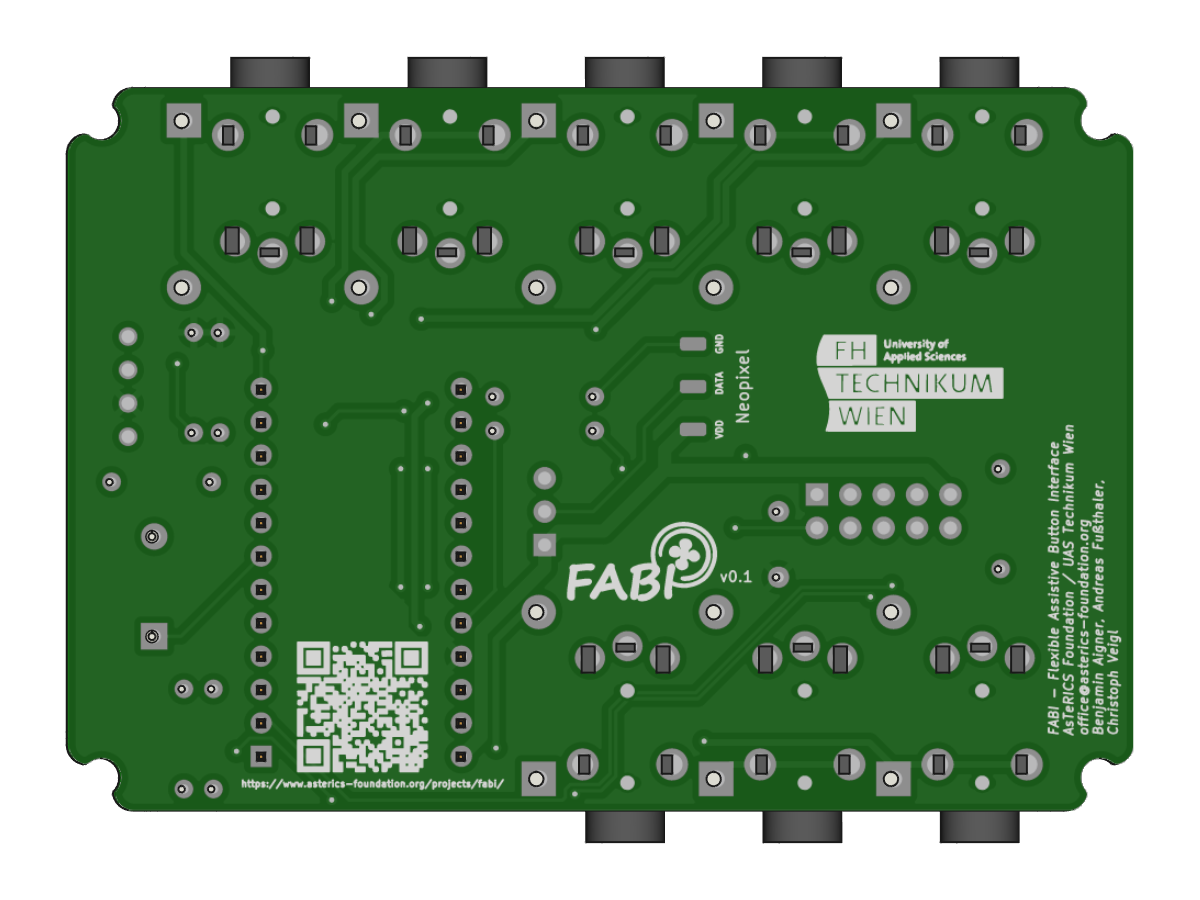 GND
DATA
VDD
Neopixel
FH
University of
Applied Sciences
TECHNIKUM
WIEN
FABI
v0.1
FABI - Flexible Assistive Button Interface
AsTeRICS Foundation / UAS Technikum Wien
office@asterics-foundation.org
Benjamin Aigner, Andreas Fußthaler,
Christoph Veigl
https://www.asterics-foundation.org/projects/fabi/